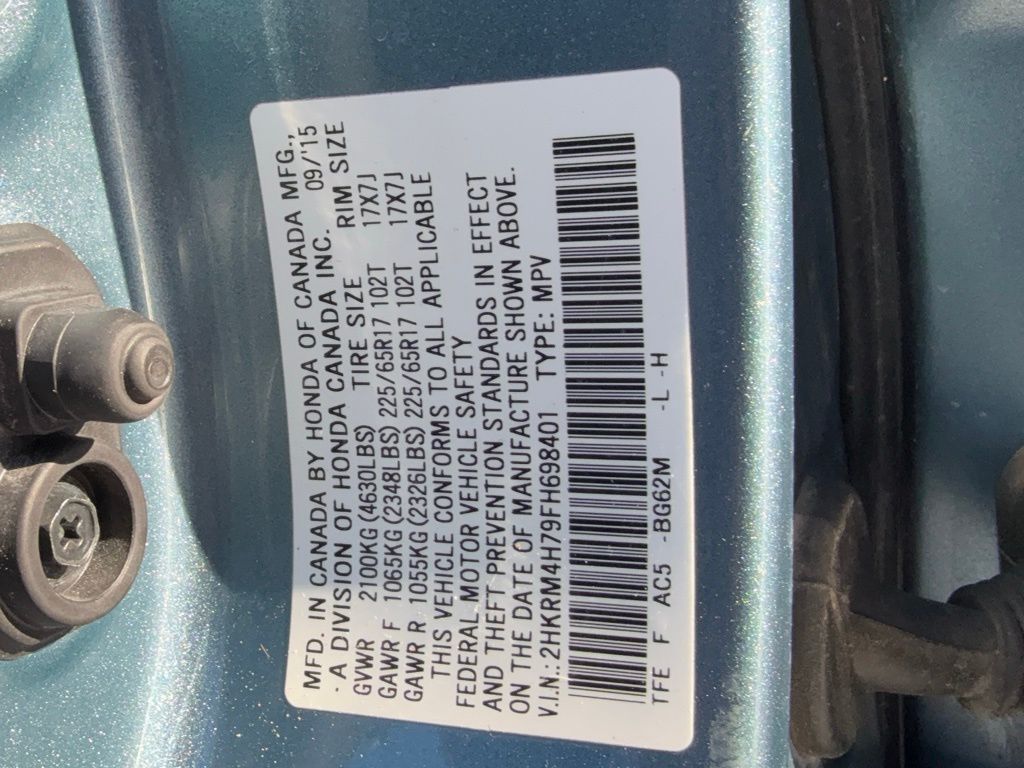 MFD. IN CANADA BY HONDA OF CANADA MFG.,
- A DIVISION OF HONDA CANADA INC. 09/'15
GVWR 2100KG (4630LBS) TIRE SIZE RIM SIZE
GAWR F 1065KG (2348LBS) 225/65R17 102T 17X7J
GAWR R 1055KG (2326LBS) 225/65R17 102T 17X7J
THIS VEHICLE CONFORMS TO ALL APPLICABLE
FEDERAL MOTOR VEHICLE SAFETY
AND THEFT PREVENTION STANDARDS IN EFFECT
ON THE DATE OF MANUFACTURE SHOWN ABOVE.
V.I.N.: 2HKRM4H79FH698401 TYPE: MPV
TFE F AC5 -BG62M -L -H